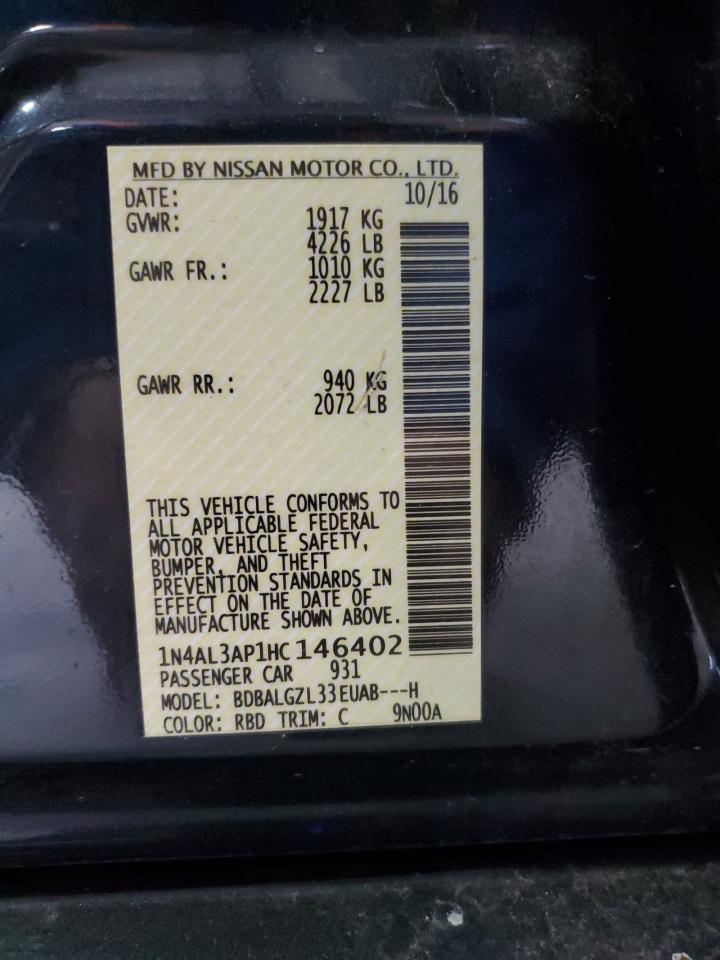 MFD BY NISSAN MOTOR CO., LTD.
DATE: 10/16
GVWR: 1917 KG
4226 LB
GAWR FR.: 1010 KG
2227 LB
GAWR RR.: 940 KG
2072 LB
THIS VEHICLE CONFORMS TO
ALL APPLICABLE FEDERAL
MOTOR VEHICLE SAFETY,
BUMPER, AND THEFT
PREVENTION STANDARDS IN
EFFECT ON THE DATE OF
MANUFACTURE SHOWN ABOVE.
1N4AL3AP1HC146402
PASSENGER CAR 931
MODEL: BDBALGZL33EUAB---H
COLOR: RBD TRIM: C 9N00A